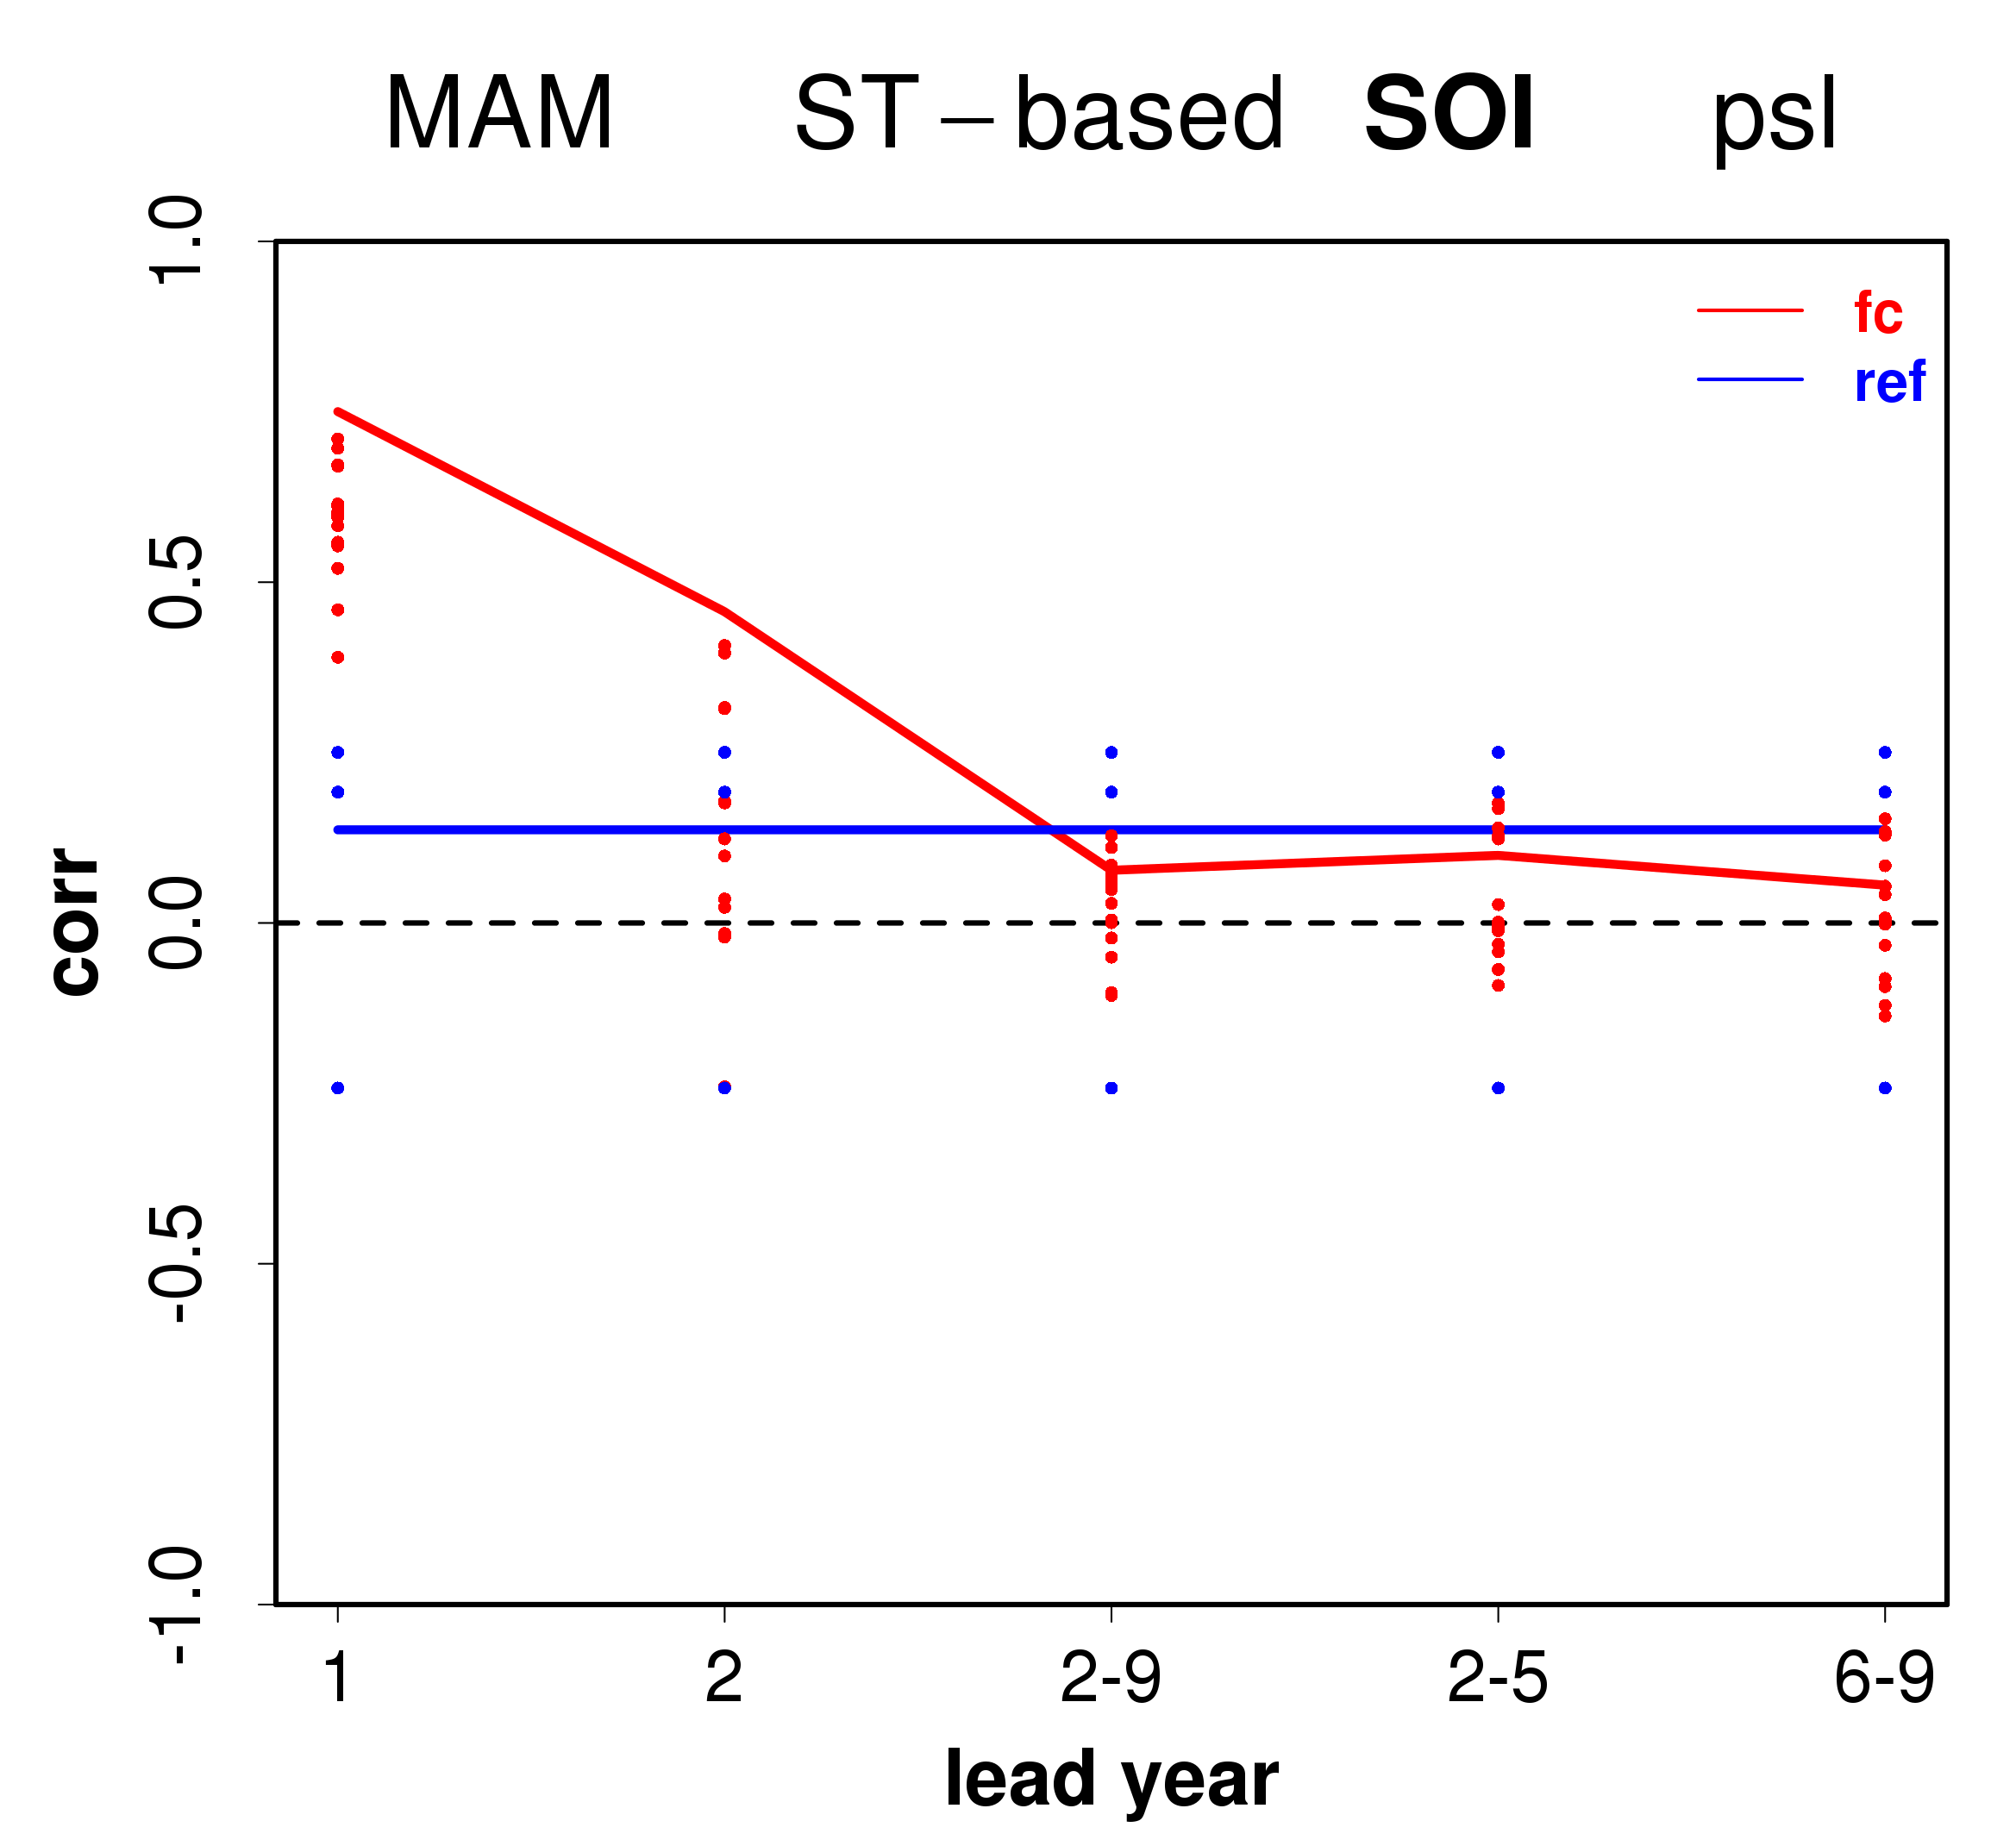 MAM ST – based SOI psl
fc
ref
corr
1.0
0.5
0.0
-0.5
-1.0
1 2 2-9 2-5 6-9
lead year